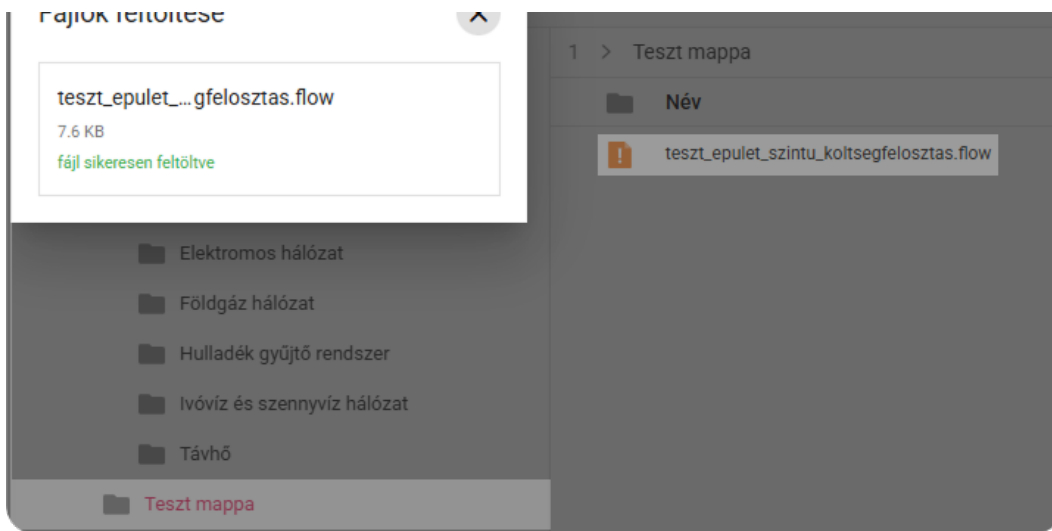 Fájlok feltöltése
teszt_epulet_...gfelosztas.flow
7.6 KB
fájl sikeresen feltöltve
Elektromos hálózat
Földgáz hálózat
Hulladék gyűjtő rendszer
Ivóvíz és szennyvíz hálózat
Távhő
Teszt mappa
1 > Teszt mappa
Név
teszt_epulet_szintu_koltsegfelosztas.flow